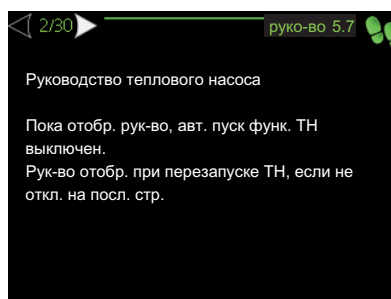 2/30
руко-во 5.7
Руководство теплового насоса
Пока отобр. рук-во, авт. пуск функ. ТН
выключен.
Рук-во отобр. при перезапуске ТН, если не
откл. на посл. стр.